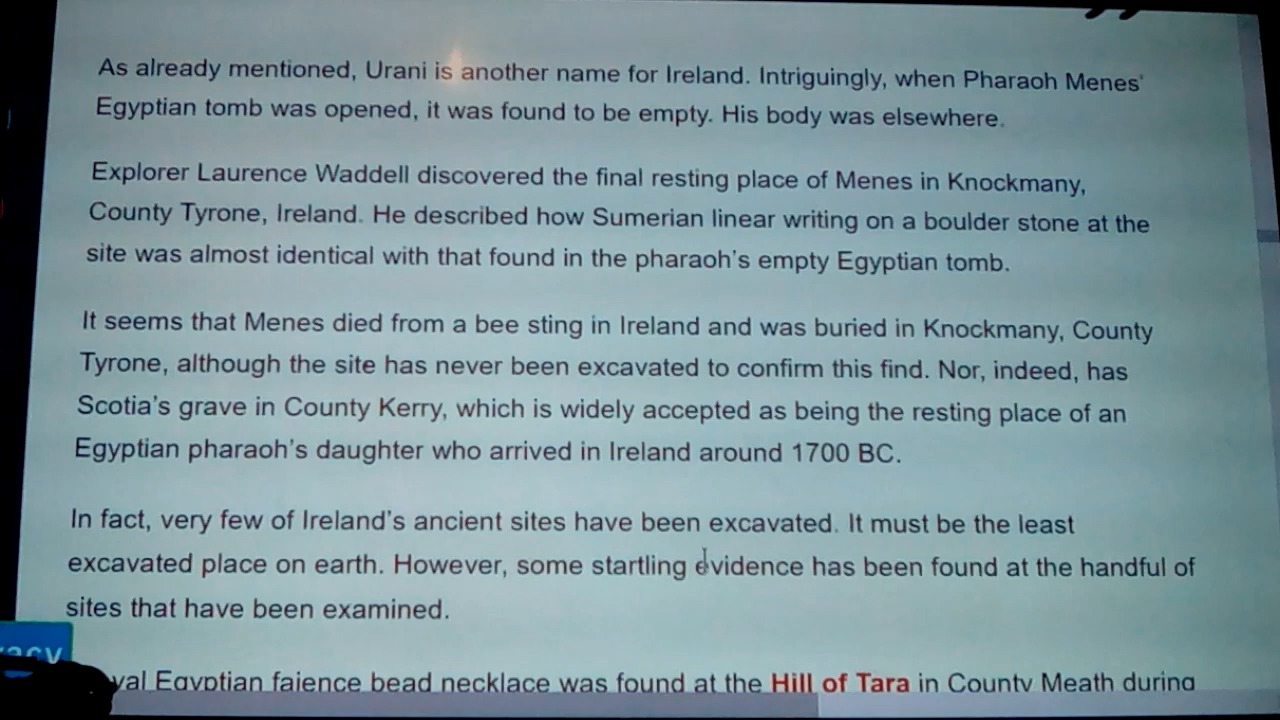 As already mentioned, Urani is another name for Ireland. Intriguingly, when Pharaoh Menes'
Egyptian tomb was opened, it was found to be empty. His body was elsewhere.
Explorer Laurence Waddell discovered the final resting place of Menes in Knockmany,
County Tyrone, Ireland. He described how Sumerian linear writing on a boulder stone at the
site was almost identical with that found in the pharaoh's empty Egyptian tomb.
It seems that Menes died from a bee sting in Ireland and was buried in Knockmany, County
Tyrone, although the site has never been excavated to confirm this find. Nor, indeed, has
Scotia's grave in County Kerry, which is widely accepted as being the resting place of an
Egyptian pharaoh's daughter who arrived in Ireland around 1700 BC.
In fact, very few of Ireland's ancient sites have been excavated. It must be the least
excavated place on earth. However, some startling evidence has been found at the handful of
sites that have been examined.
Egyptian faience bead necklace was found at the Hill of Tara in County Meath during